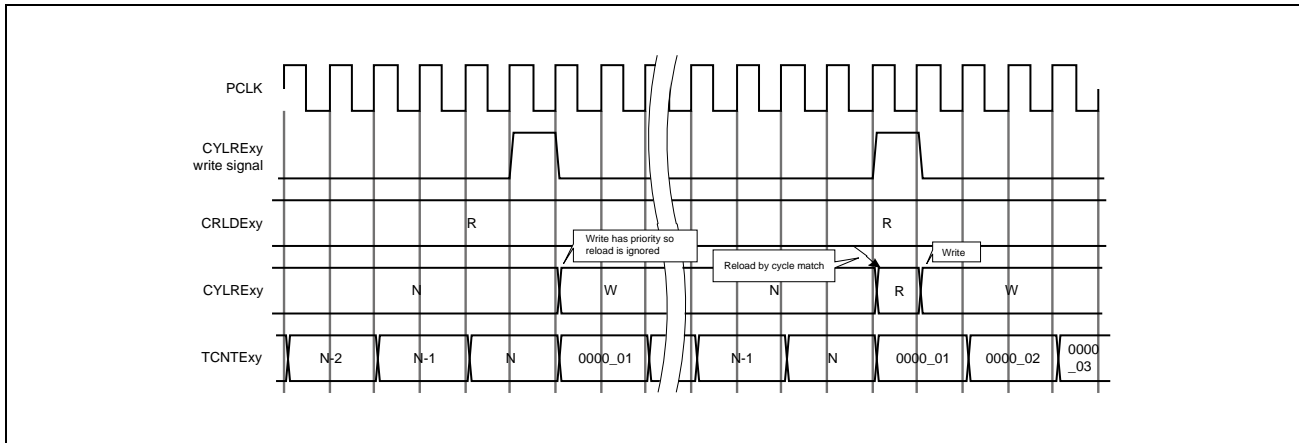 PCLK
CYLRExy
write signal
CRLDExy
R
R
Write has priority so
reload is ignored
Reload by cycle match
Write
CYLRExy
N
W
N
R
W
TCNTExy
N-2
N-1
N
0000_01
N-1
N
0000_01
0000_02
0000
_03